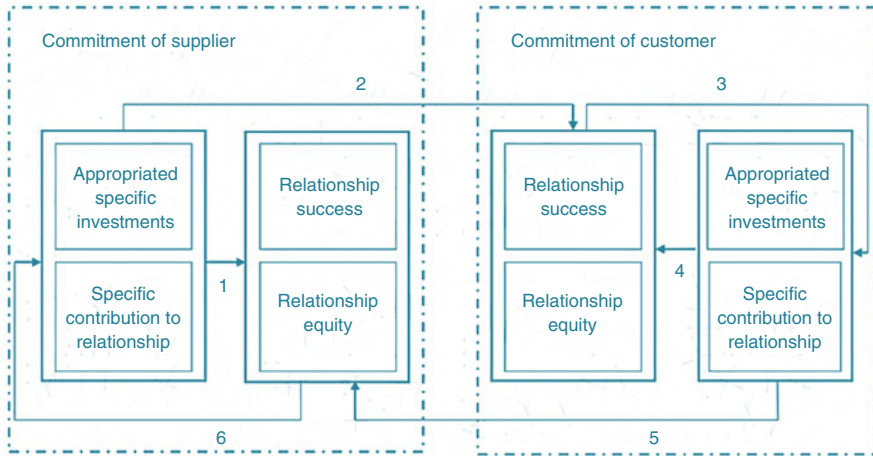 Commitment of supplier
Commitment of customer
2
3
Appropriated
specific
investments
Relationship
success
Relationship
success
Appropriated
specific
investments
1
4
Specific
contribution to
relationship
Relationship
equity
Relationship
equity
Specific
contribution to
relationship
6
5